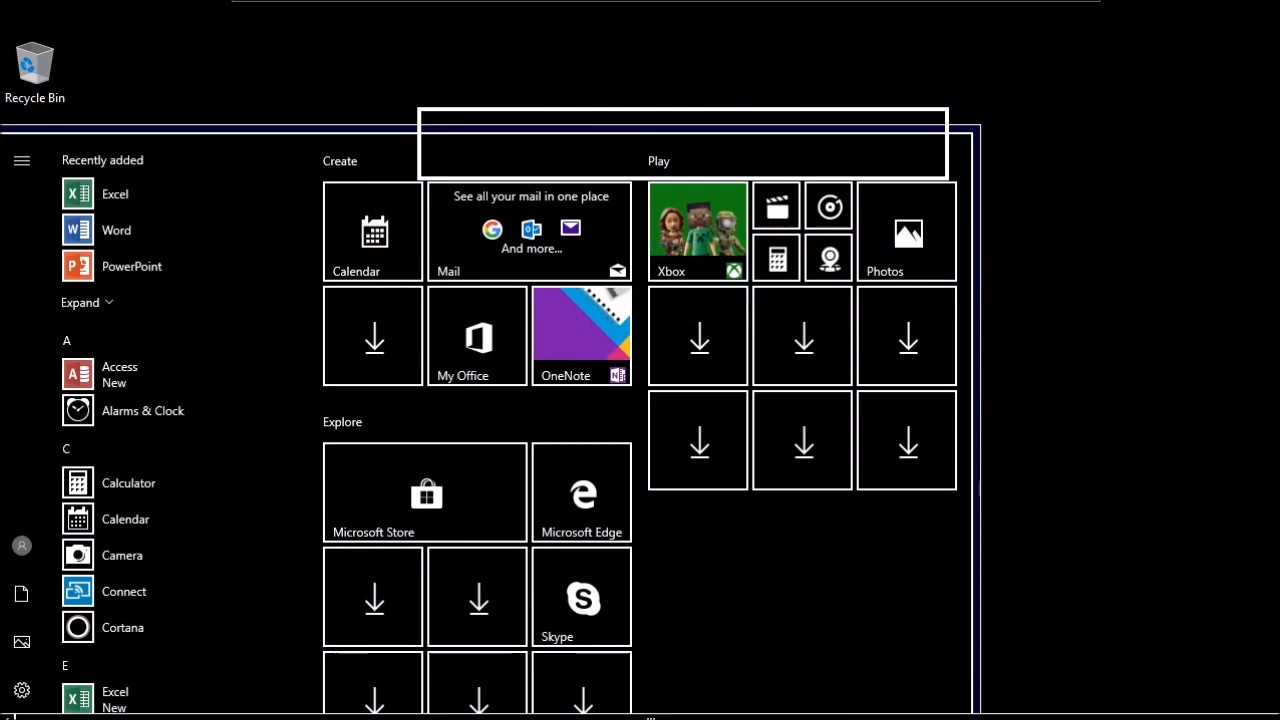 Recycle Bin
Recently added
Excel
Word
PowerPoint
Expand
A
Access
New
Alarms & Clock
C
Calculator
Calendar
Camera
Connect
Cortana
E
Excel
New
Create
Calendar
See all your mail in one place
And more...
Mail
My Office
OneNote
Explore
Microsoft Store
Microsoft Edge
Skype
Play
Xbox
Photos